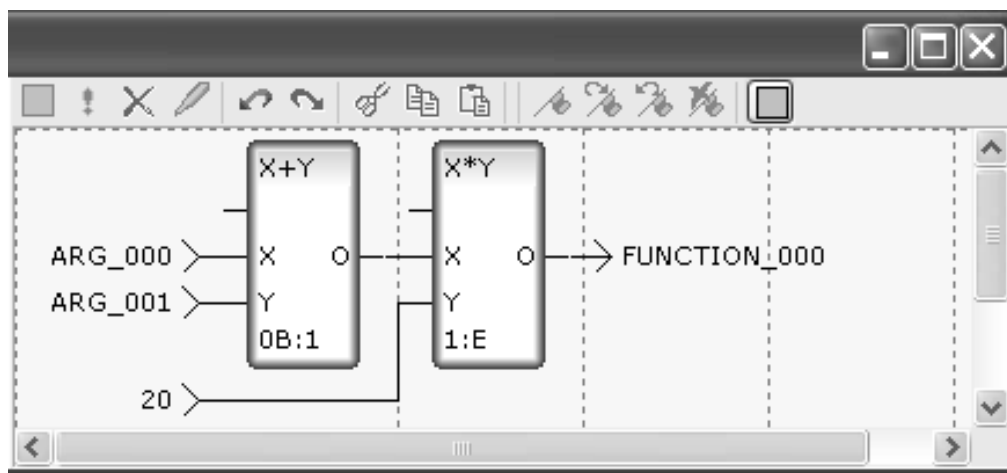 X+Y X*Y
ARG_000 X O X O FUNCTION_000
ARG_001 Y Y
0B:1 1:E
20